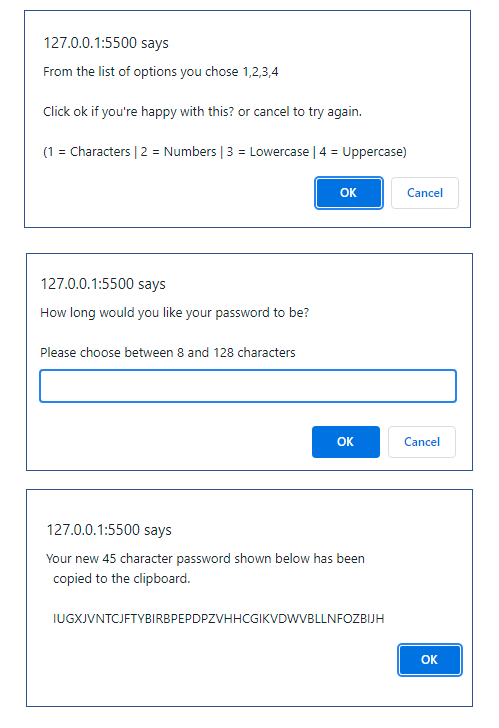 127.0.0.1:5500 says
From the list of options you chose 1,2,3,4
Click ok if you're happy with this? or cancel to try again.
(1 = Characters | 2 = Numbers | 3 = Lowercase | 4 = Uppercase)
OK Cancel
127.0.0.1:5500 says
How long would you like your password to be?
Please choose between 8 and 128 characters
OK Cancel
127.0.0.1:5500 says
Your new 45 character password shown below has been
copied to the clipboard.
IUGXJVNTCJFTYBIRBPEPDPZVHHCGIKVDWVBLLNFOZBIJH
OK